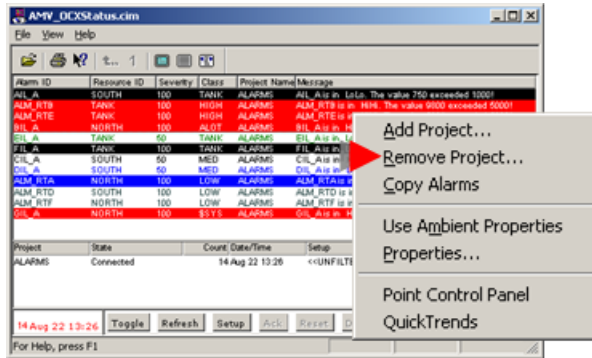 AMV_OCXStatus.cim
File View Help
Alarm ID Resource ID Severity Class Project Name Message
AIL_A SOUTH 100 TANK ALARMS AIL_A is in LoLo. The value 750 exceeded 1000!
ALM_RTB TANK 100 HIGH ALARMS ALM_RTB is in HiHi. The value 9800 exceeded 5000!
ALM_RTE TANK 100 HIGH ALARMS ALM_RTE is in
BIL_A NORTH 100 ALOT ALARMS BIL_A is in H
EIL_A TANK 50 TANK ALARMS EIL_A is in
FIL_A TANK 100 TANK ALARMS FIL_A is in
CIL_A SOUTH 50 MED ALARMS CIL_A is in
DIL_A SOUTH 50 MED ALARMS DIL_A is in
ALM_RTA NORTH 100 LOW ALARMS ALM_RTA is in
ALM_RTD SOUTH 100 LOW ALARMS ALM_RTD is in
ALM_RTF NORTH 100 LOW ALARMS ALM_RTF is in
GIL_A NORTH 100 $SYS ALARMS GIL_A is in H
Add Project...
Remove Project...
Copy Alarms
Use Ambient Properties
Properties...
Point Control Panel
QuickTrends
Project State Count Date/Time Setup
ALARMS Connected 14 Aug 22 13:26 <<UNFILTE
14 Aug 22 13:26 Toggle Refresh Setup Ack Reset D
For Help, press F1